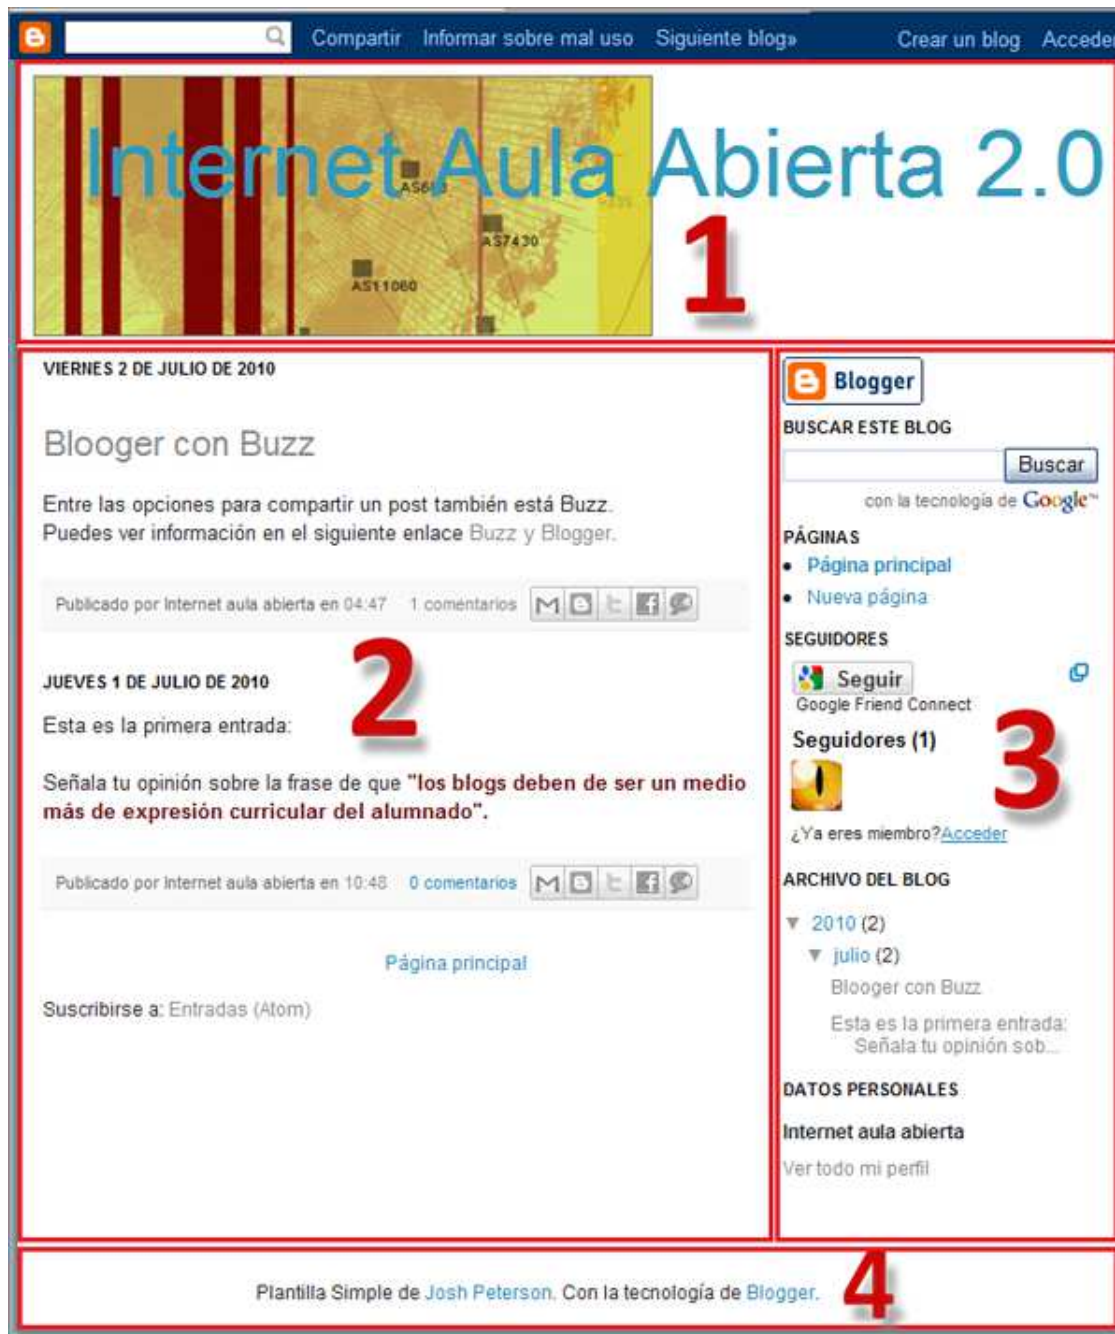 Compartir Informar sobre mal uso Siguiente blog» Crear un blog Acceder
Internet Aula Abierta 2.0
AS7430
AS11060
1
VIERNES 2 DE JULIO DE 2010
Blooger con Buzz
Entre las opciones para compartir un post también está Buzz.
Puedes ver información en el siguiente enlace Buzz y Blogger.
Publicado por Internet aula abierta en 04:47 1 comentarios
2
JUEVES 1 DE JULIO DE 2010
Esta es la primera entrada:
Señala tu opinión sobre la frase de que "los blogs deben de ser un medio
más de expresión curricular del alumnado".
Publicado por Internet aula abierta en 10:48 0 comentarios
Página principal
Suscribirse a: Entradas (Atom)
Blogger
BUSCAR ESTE BLOG
Buscar
con la tecnología de Google™
PÁGINAS
Página principal
Nueva página
SEGUIDORES
Seguir
Google Friend Connect
Seguidores (1)
3
¿Ya eres miembro?Acceder
ARCHIVO DEL BLOG
▼ 2010 (2)
▼ julio (2)
Blooger con Buzz
Esta es la primera entrada:
Señala tu opinión sob...
DATOS PERSONALES
Internet aula abierta
Ver todo mi perfil
Plantilla Simple de Josh Peterson. Con la tecnología de Blogger.
4